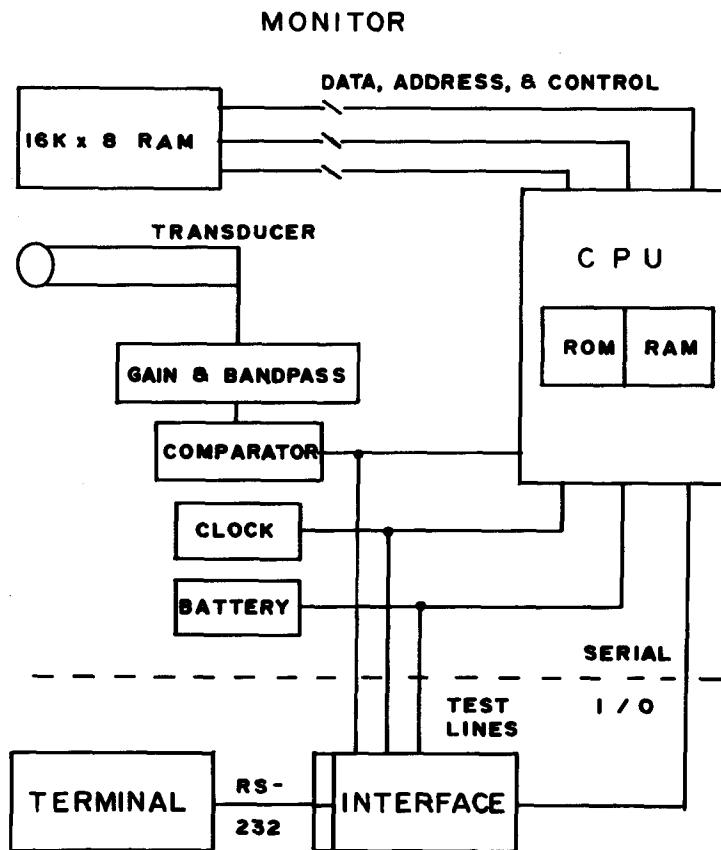 MONITOR
DATA, ADDRESS, & CONTROL
16K x 8 RAM
TRANSDUCER
CPU
ROM
RAM
GAIN & BANDPASS
COMPARATOR
CLOCK
BATTERY
SERIAL
I/O
TEST
LINES
TERMINAL
RS-
232
INTERFACE